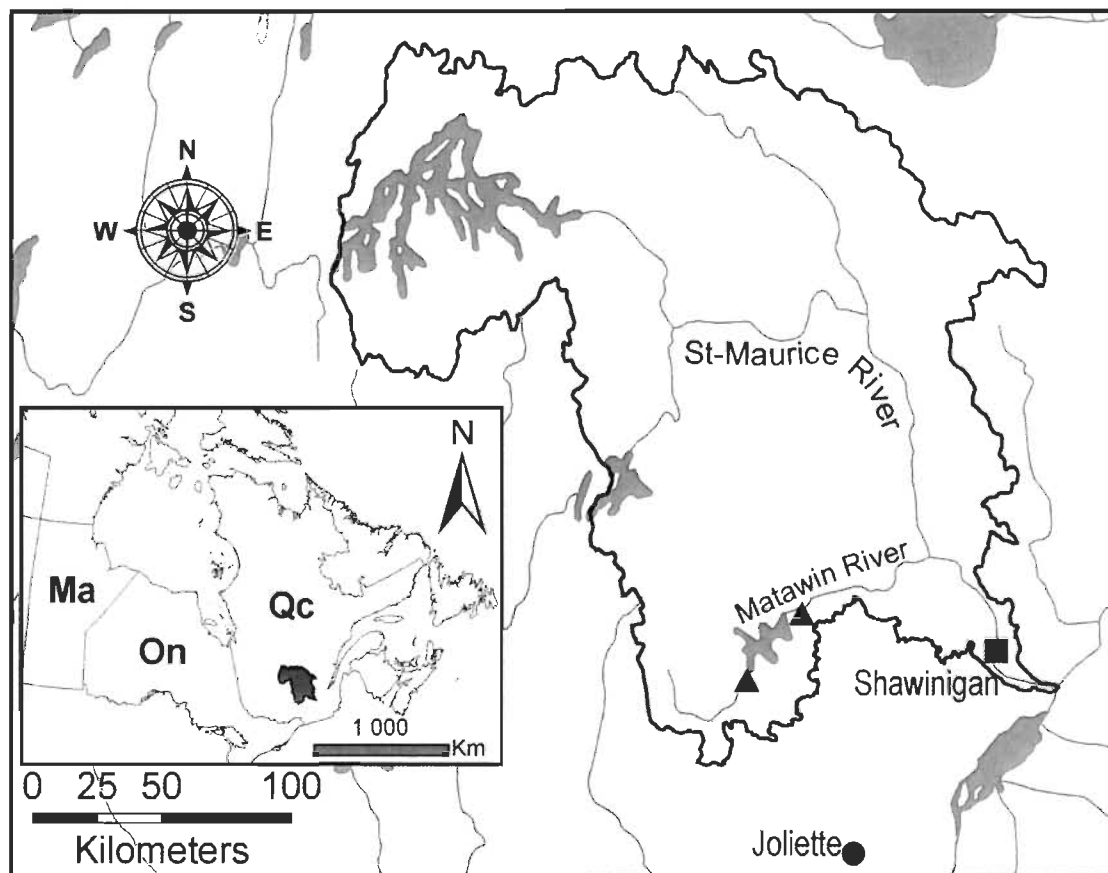 N
W E
S
St-Maurice River
N
Ma
Qc
On
1 000
Km
Matawin River
Shawinigan
0 25 50 100
Kilometers
Joliette